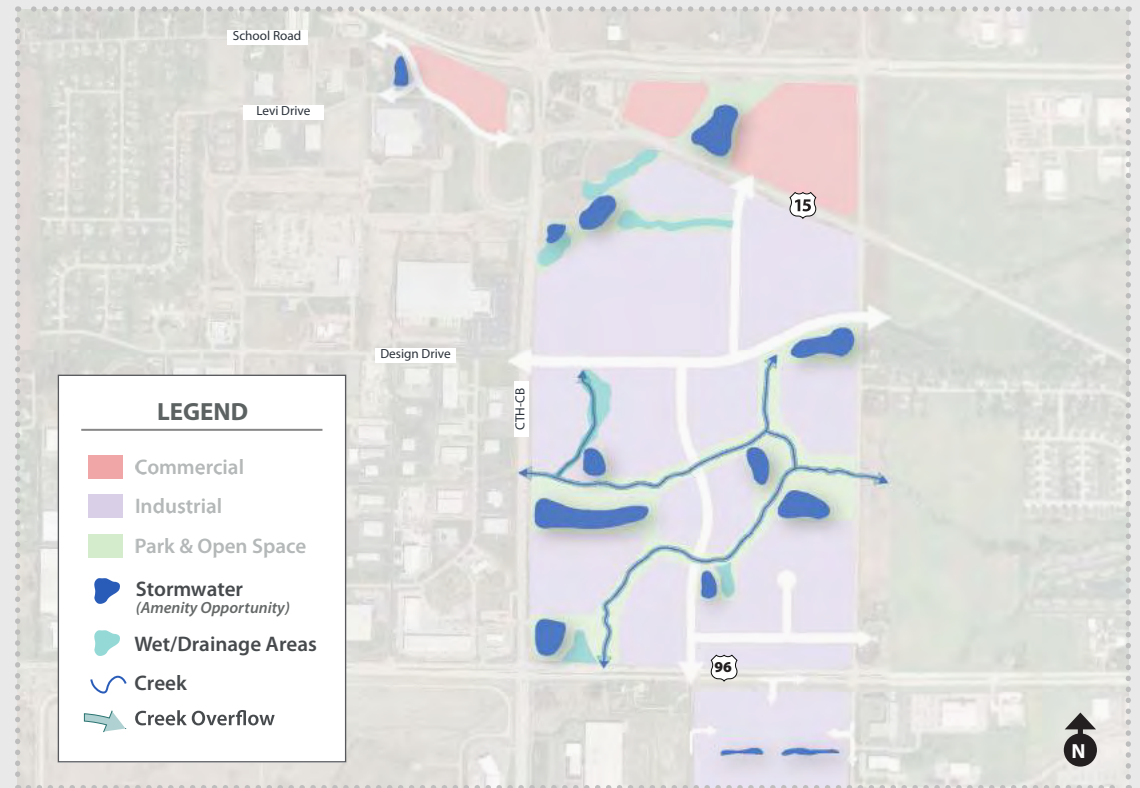 School Road
Levi Drive
15
Design Drive
CTH-CB
LEGEND
Commercial
Industrial
Park & Open Space
Stormwater
(Amenity Opportunity)
Wet/Drainage Areas
Creek
Creek Overflow
96
N